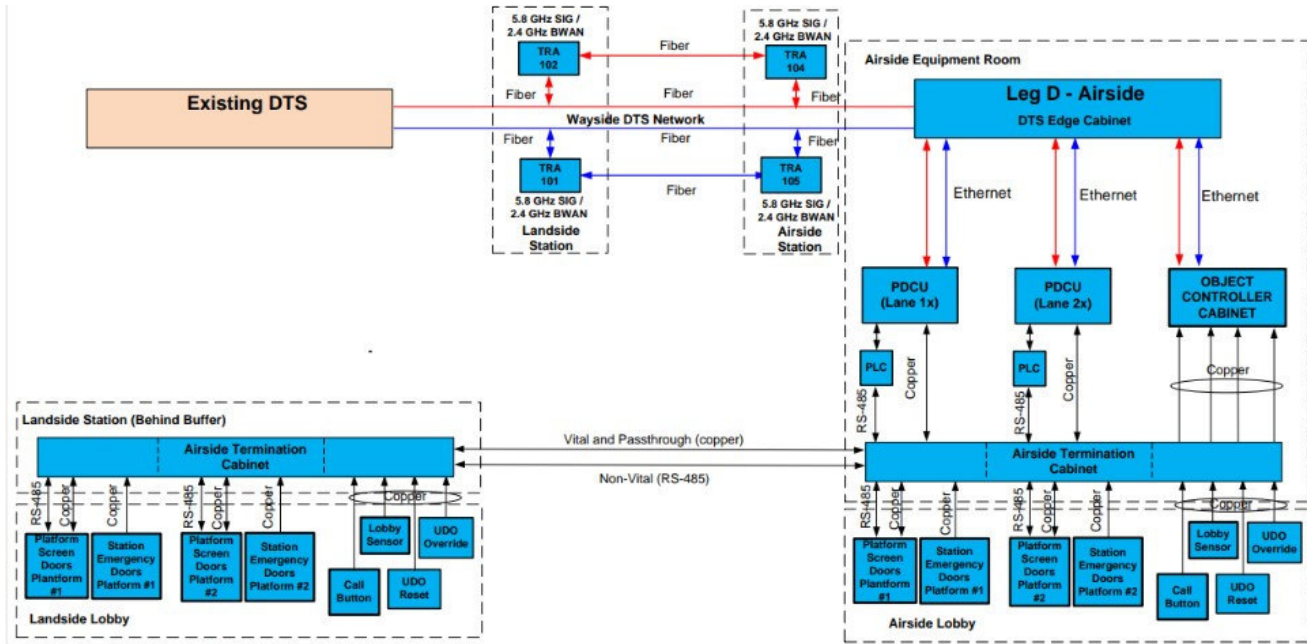 5.8 GHz SIG /
2.4 GHz BWAN
TRA
102
Fiber
5.8 GHz SIG /
2.4 GHz BWAN
TRA
104
Fiber
Fiber
Fiber
Existing DTS
Wayside DTS Network
Fiber
Fiber
Fiber
TRA
101
Fiber
TRA
105
5.8 GHz SIG /
2.4 GHz BWAN
Landside
Station
5.8 GHz SIG /
2.4 GHz BWAN
Airside
Station
Airside Equipment Room
Leg D - Airside
DTS Edge Cabinet
Ethernet
Ethernet
Ethernet
PDCU
(Lane 1x)
PDCU
(Lane 2x)
OBJECT
CONTROLLER
CABINET
PLC
RS-485
Copper
PLC
RS-485
Copper
Copper
Landside Station (Behind Buffer)
Airside Termination
Cabinet
Vital and Passthrough (copper)
Non-Vital (RS-485)
Airside Termination
Cabinet
RS-485
Copper
Copper
RS-485
Copper
Copper
Copper
Platform
Screen
Doors
Plantform
#1
Station
Emergency
Doors
Platform #1
Platform
Screen
Doors
Platform
#2
Station
Emergency
Doors
Platform #2
Call
Button
Lobby
Sensor
UDO
Reset
UDO
Override
Landside Lobby
RS-485
Copper
Copper
RS-485
Copper
Copper
Copper
Platform
Screen
Doors
Plantform
#1
Station
Emergency
Doors
Platform #1
Platform
Screen
Doors
Platform
#2
Station
Emergency
Doors
Platform #2
Call
Button
Lobby
Sensor
UDO
Reset
UDO
Override
Airside Lobby